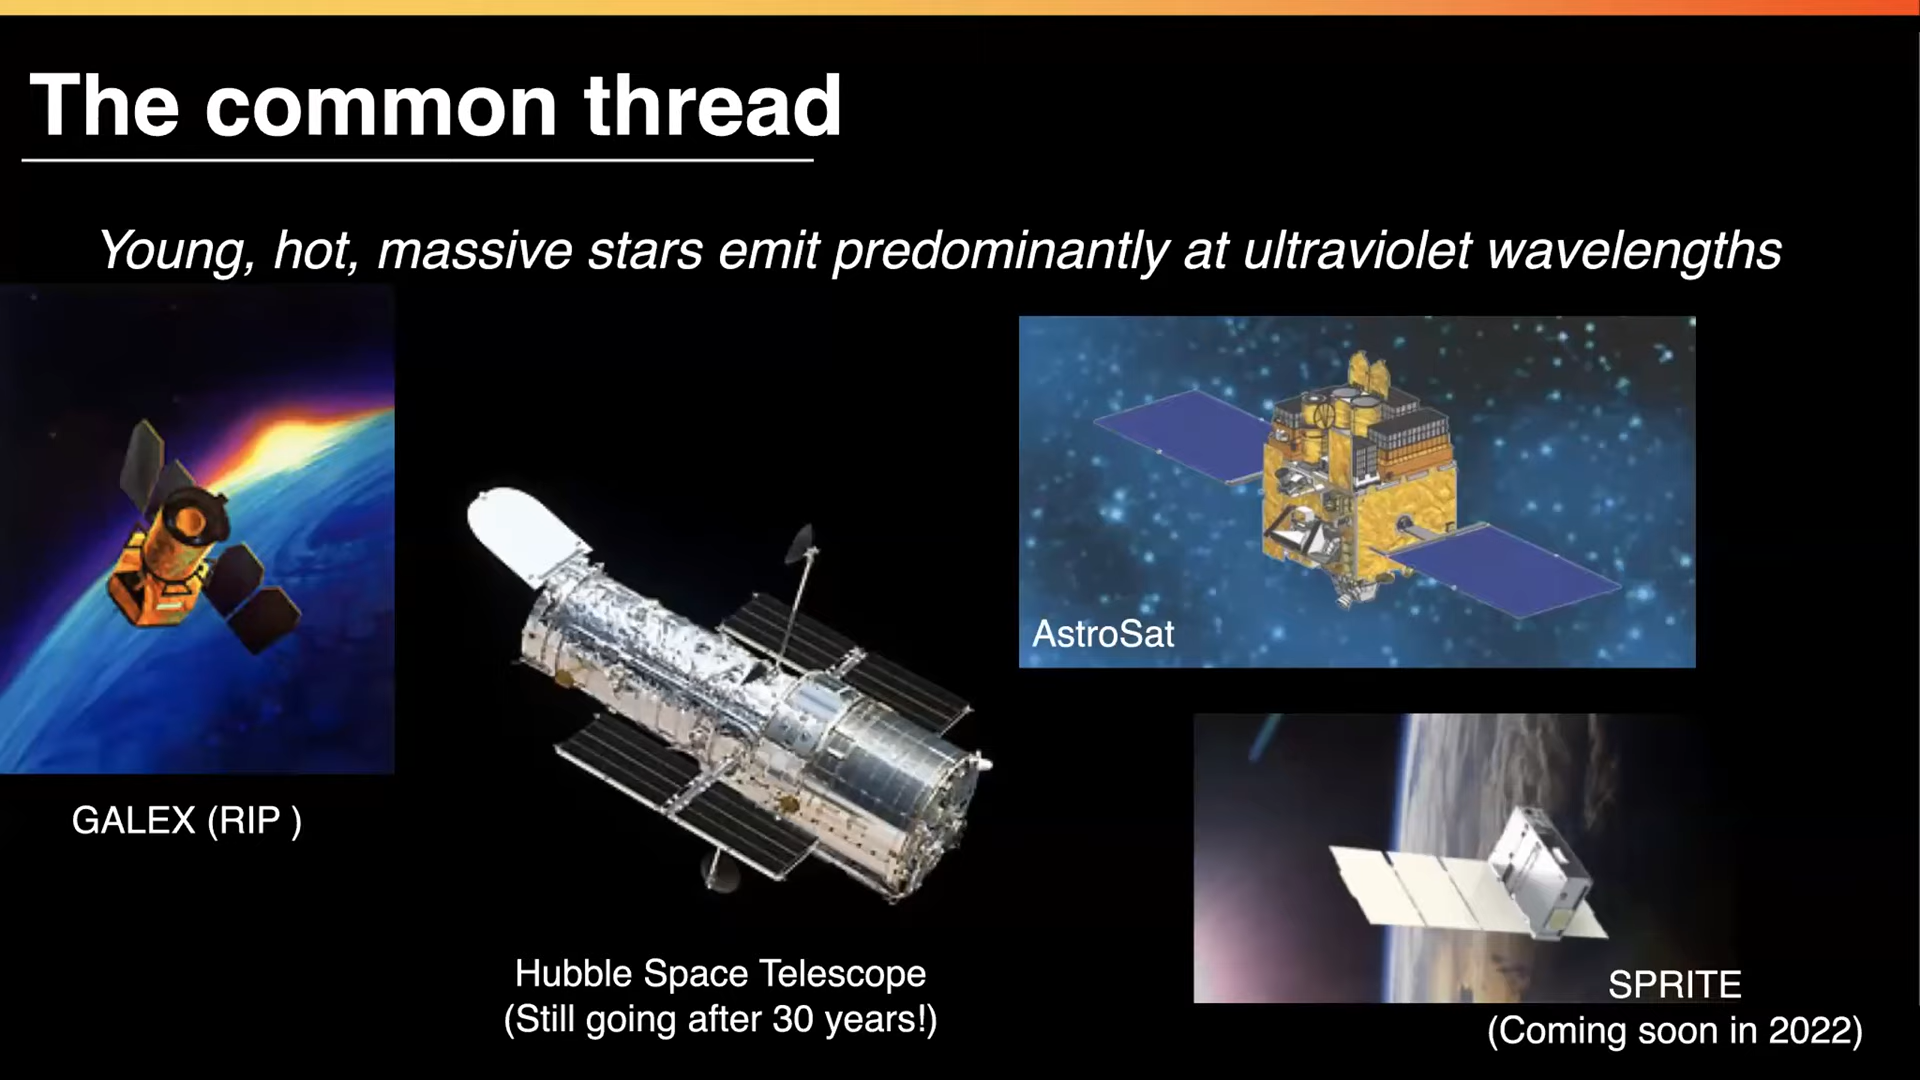 The common thread
Young, hot, massive stars emit predominantly at ultraviolet wavelengths
AstroSat
GALEX (RIP )
Hubble Space Telescope
(Still going after 30 years!)
SPRITE
(Coming soon in 2022)